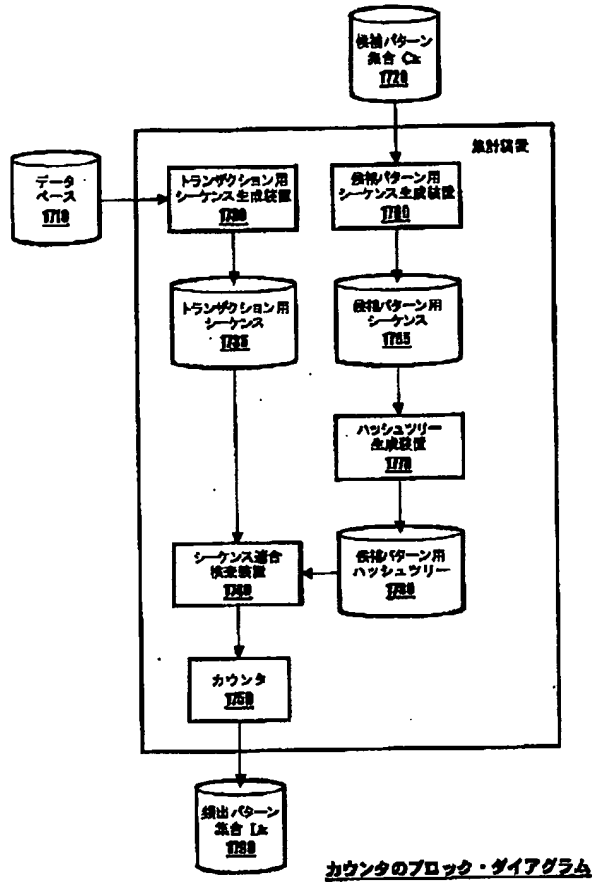 候補パターン
集合 Ck
1720
集計装置
データ
ベース
1710
トランザクション用
シーケンス生成装置
1730
候補パターン用
シーケンス生成装置
1760
トランザクション用
シーケンス
1735
候補パターン用
シーケンス
1765
ハッシュツリー
生成装置
1770
シーケンス適合
検査装置
1740
候補パターン用
ハッシュツリー
1780
カウンタ
1750
頻出パターン
集合 Lk
1790
カウンタのブロック・ダイアグラム